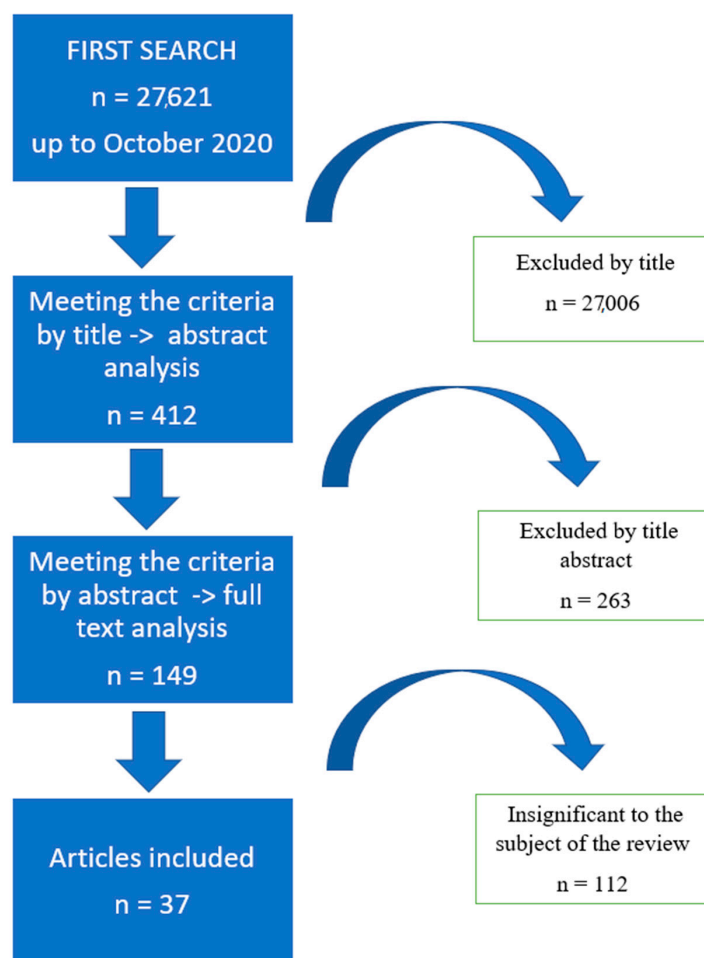 FIRST SEARCH
n = 27,621
up to October 2020
Excluded by title
n = 27,006
Meeting the criteria
by title -> abstract
analysis
n = 412
Excluded by title
abstract
n = 263
Meeting the criteria
by abstract -> full
text analysis
n = 149
Insignificant to the
subject of the review
n = 112
Articles included
n = 37